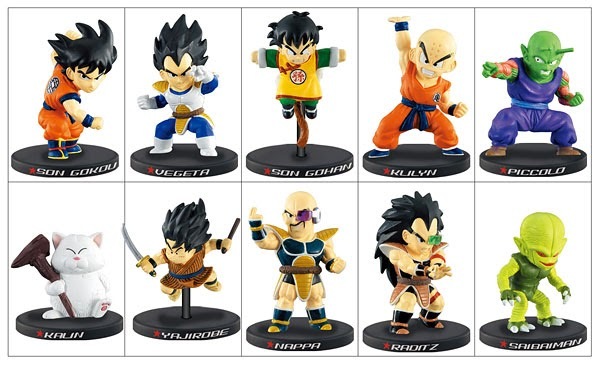 SON GOKOU
VEGETA
SON GOHAN
KULYN
PICCOLO
KALIN
YAJIROBE
NAPPA
RADITZ
SAIBAIMAN